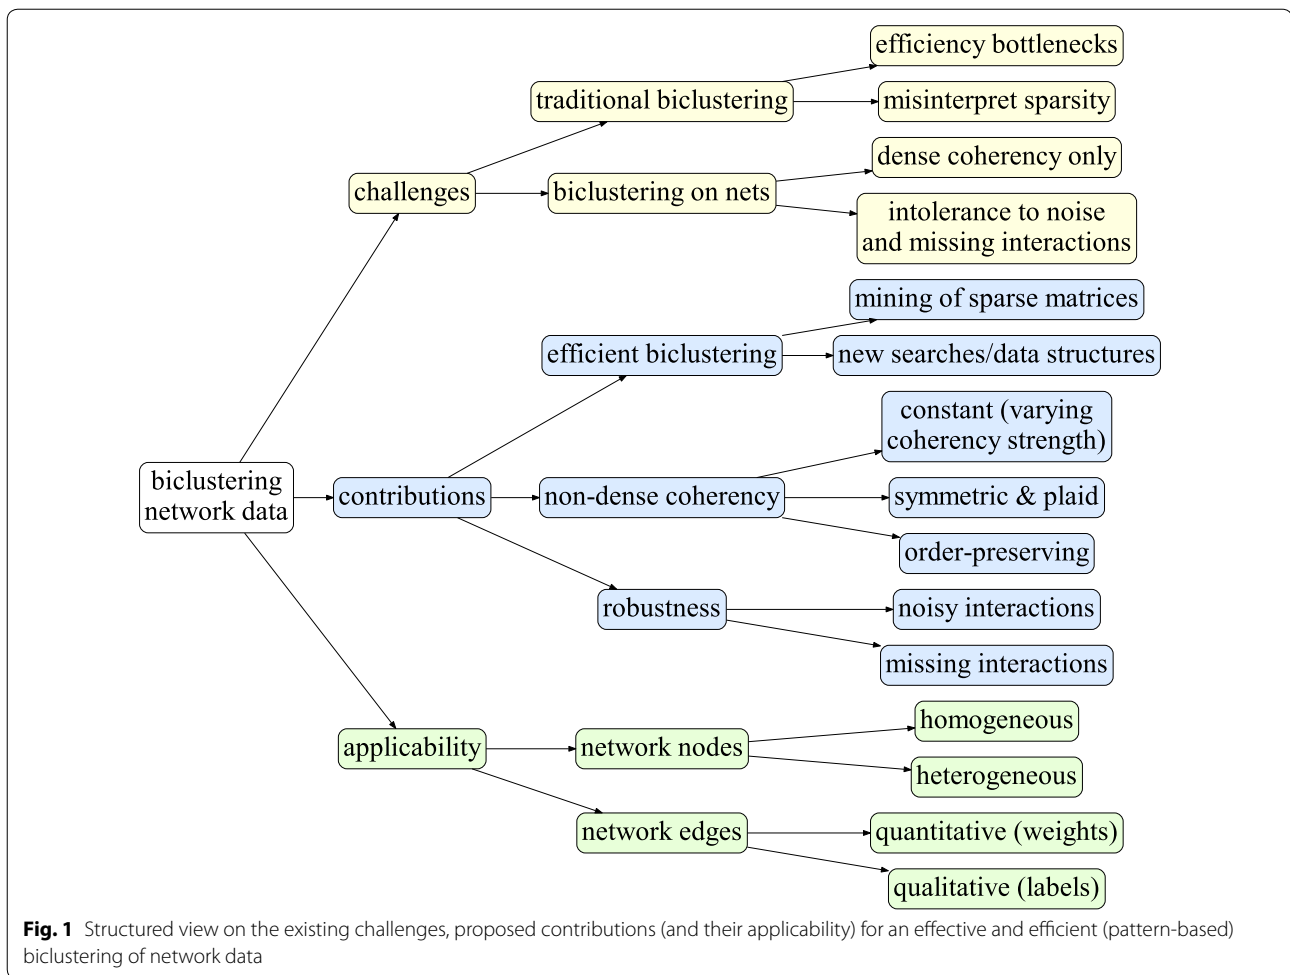 efficiency bottlenecks
traditional biclustering
misinterpret sparsity
dense coherency only
challenges
biclustering on nets
intolerance to noise
and missing interactions
mining of sparse matrices
efficient biclustering
new searches/data structures
constant (varying
coherency strength)
biclustering
network data
contributions
non-dense coherency
symmetric & plaid
order-preserving
robustness
noisy interactions
missing interactions
homogeneous
applicability
network nodes
heterogeneous
network edges
quantitative (weights)
qualitative (labels)
Fig. 1 Structured view on the existing challenges, proposed contributions (and their applicability) for an effective and efficient (pattern-based)
biclustering of network data